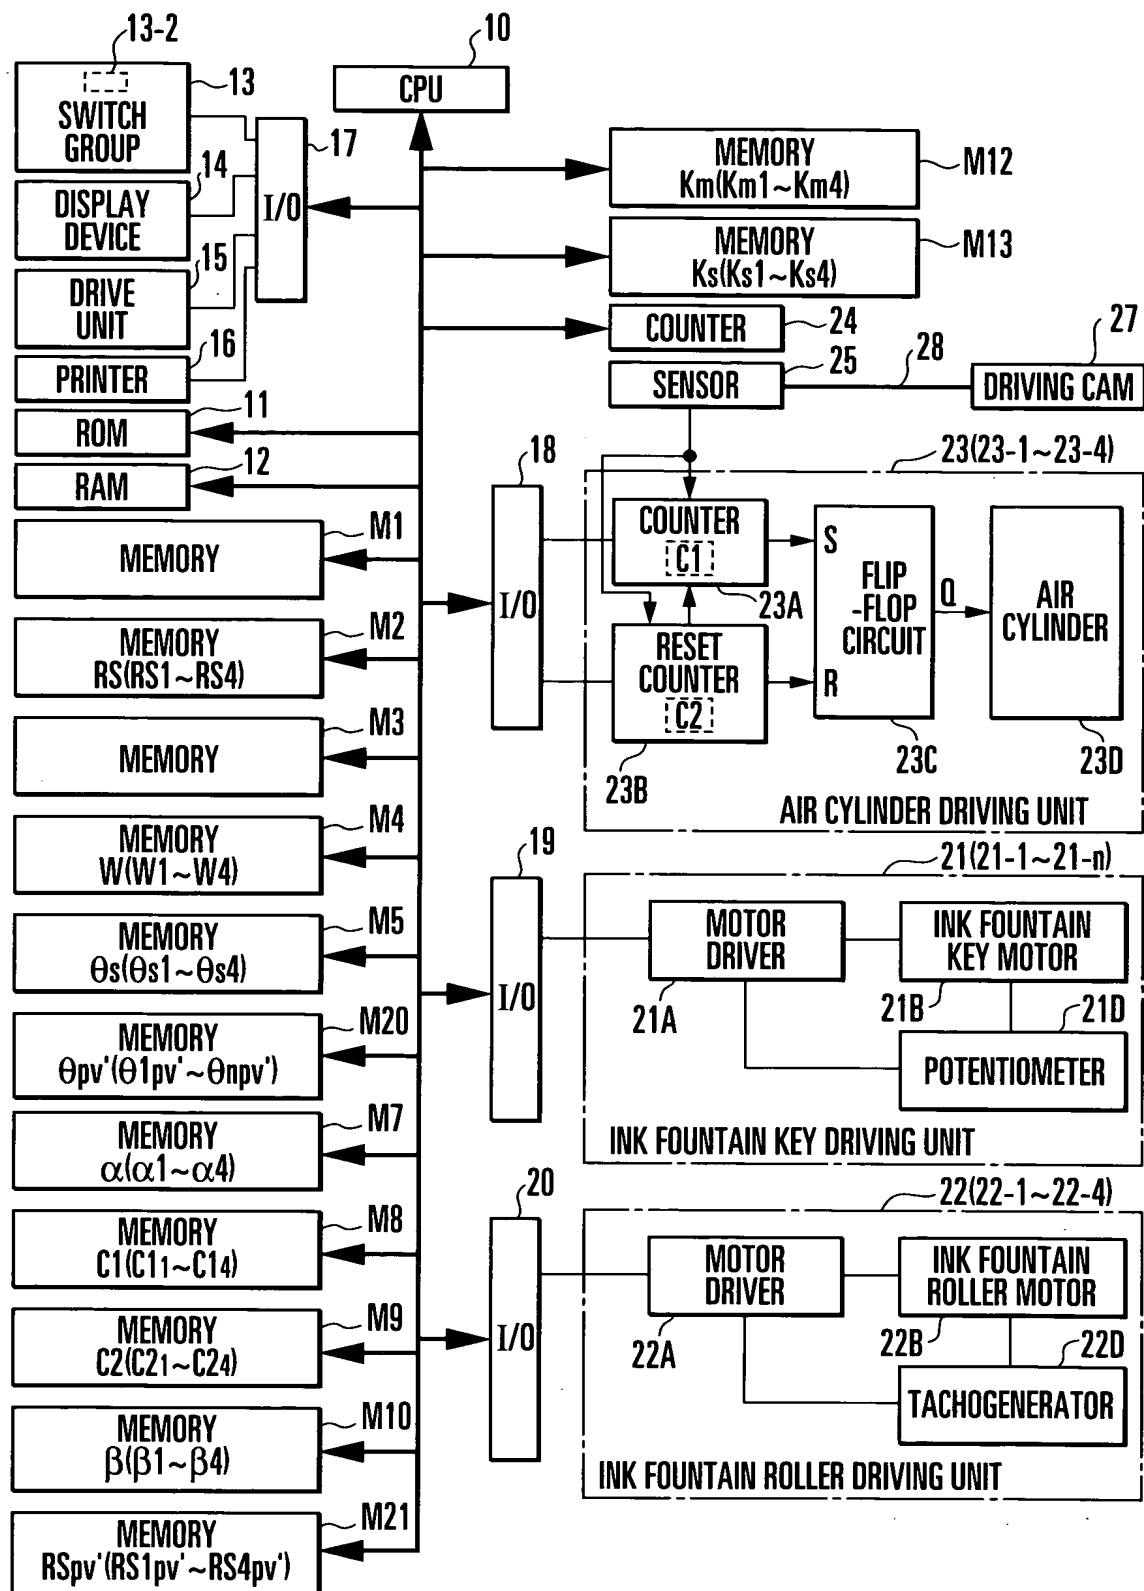 13-2
10
13
CPU
SWITCH
GROUP
17
14
DISPLAY
DEVICE
I/O
15
DRIVE
UNIT
16
PRINTER
11
ROM
12
RAM
M1
MEMORY
M2
MEMORY
RS(RS1~RS4)
M3
MEMORY
M4
MEMORY
W(W1~W4)
M5
MEMORY
θs(θs1~θs4)
M20
MEMORY
θpv'(θ1pv'~θnpv')
M7
MEMORY
α(α1~α4)
M8
MEMORY
C1(C11~C14)
M9
MEMORY
C2(C21~C24)
M10
MEMORY
β(β1~β4)
M21
MEMORY
RSpv'(RS1pv'~RS4pv')
MEMORY
Km(Km1~Km4)
M12
MEMORY
Ks(Ks1~Ks4)
M13
COUNTER
24
SENSOR
25
28
27
DRIVING CAM
18
I/O
23(23-1~23-4)
COUNTER
C1
23A
RESET
COUNTER
C2
23B
S
R
FLIP
-FLOP
CIRCUIT
Q
23C
AIR
CYLINDER
23D
AIR CYLINDER DRIVING UNIT
19
I/O
21(21-1~21-n)
MOTOR
DRIVER
21A
INK FOUNTAIN
KEY MOTOR
21B
21D
POTENTIOMETER
INK FOUNTAIN KEY DRIVING UNIT
20
I/O
22(22-1~22-4)
MOTOR
DRIVER
22A
INK FOUNTAIN
ROLLER MOTOR
22B
22D
TACHOGENERATOR
INK FOUNTAIN ROLLER DRIVING UNIT